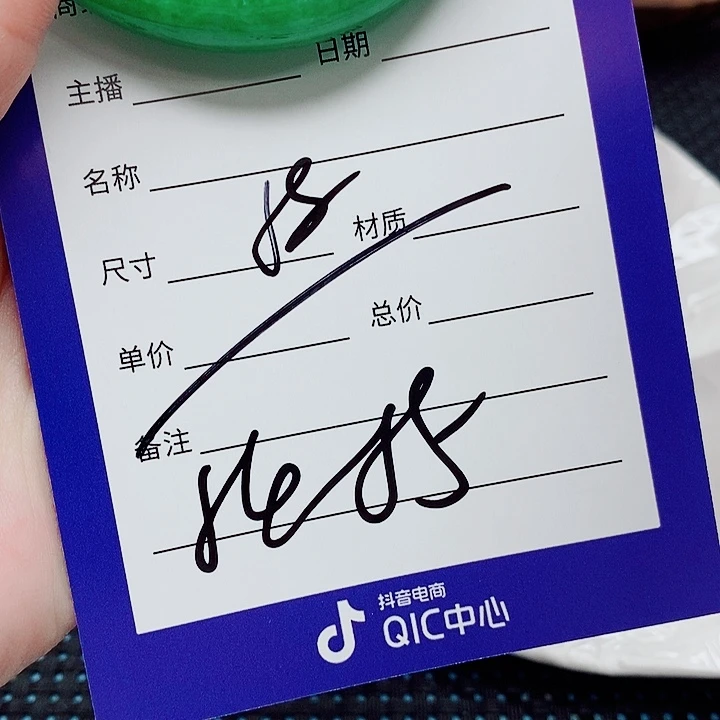 日期
主播
名称
材质
尺寸
总价
单价
备注
抖音电商
QIC中心